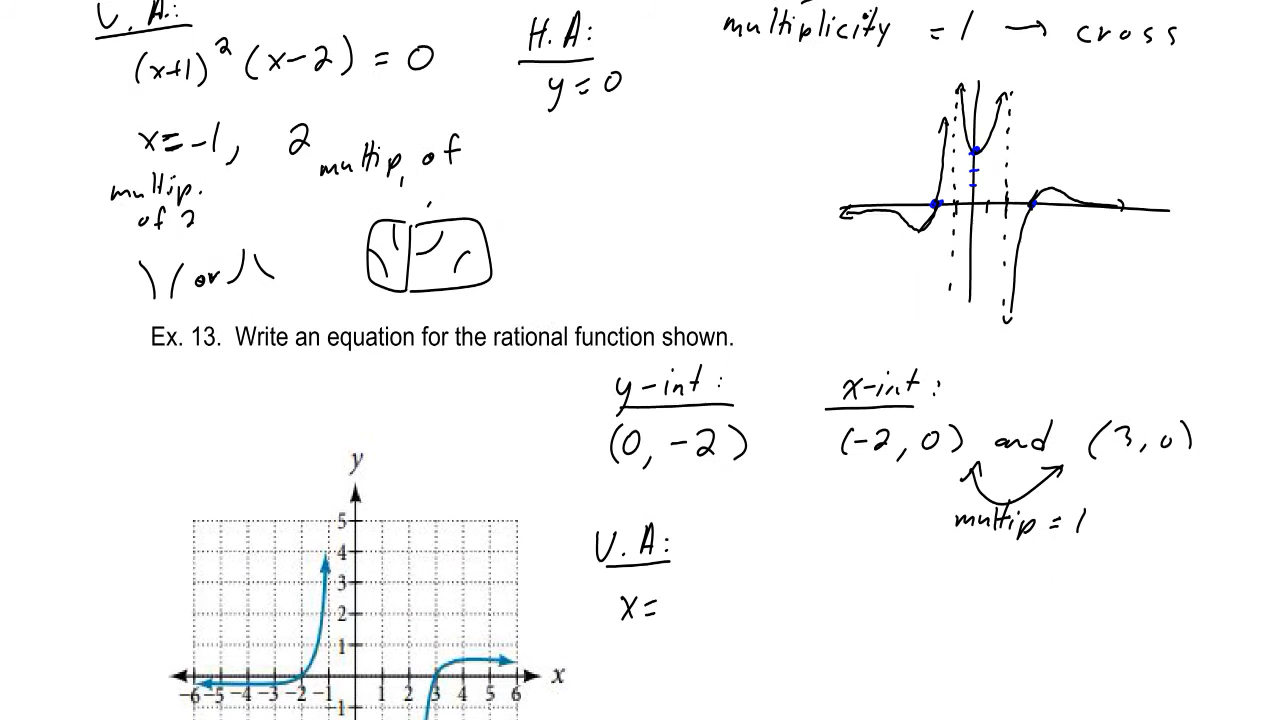 V. A:
(x+1)² (x-2) = 0
H.A:
y = 0
multiplicity = 1 → cross
x = -1, 2
multip. of
multip.
of 2
\/ or /\
Ex. 13. Write an equation for the rational function shown.
y-int:
(0, -2)
x-int:
(-2, 0) and (3, 0)
multip = 1
V. A:
x =
y
5
4
3
2
1
-6 -5 -4 -3 -2 -1 1 2 3 4 5 6 x
-1